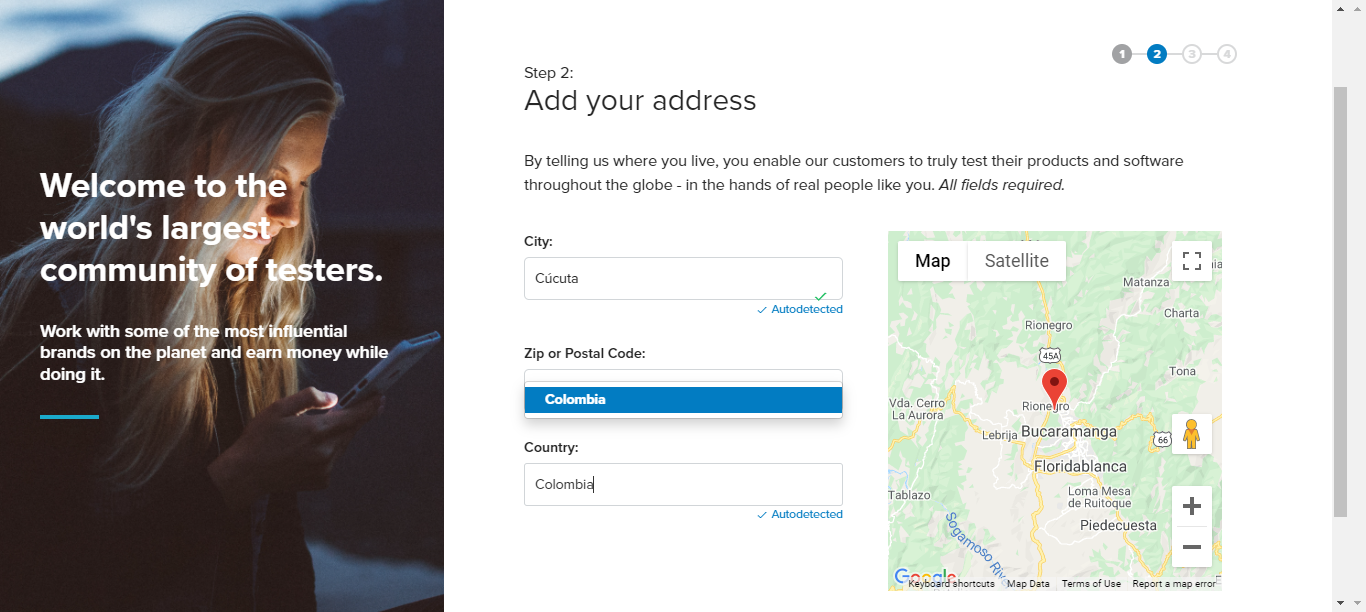 Welcome to the
world's largest
community of testers.
Work with some of the most influential
brands on the planet and earn money while
doing it.
1 2 3 4
Step 2:
Add your address
By telling us where you live, you enable our customers to truly test their products and software
throughout the globe - in the hands of real people like you. All fields required.
City:
Cúcuta
Autodetected
Zip or Postal Code:
Colombia
Country:
Colombia
Autodetected
Map
Satellite
Matanza
Charta
Rionegro
45A
Tona
Vda. Cerro
La Aurora
Rionegro
Lebrija
Bucaramanga
66
Floridablanca
Tablazo
Loma Mesa
de Ruitoque
Piedecuesta
Sogamoso Riv
Google
Keyboard shortcuts
Map Data
Terms of Use
Report a map error